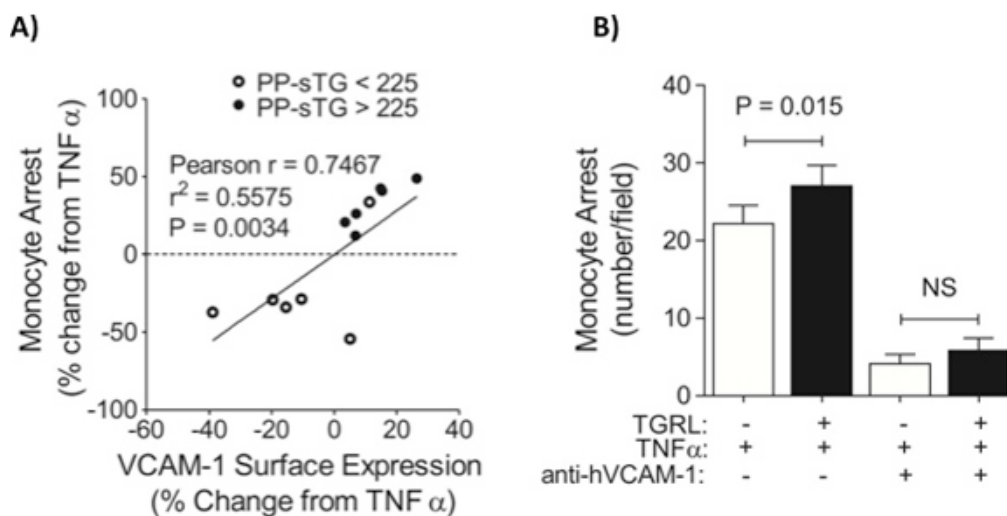 A)
PP-sTG < 225
PP-sTG > 225
Pearson r = 0.7467
r² = 0.5575
P = 0.0034
100
50
0
-50
-100
-60 -40 -20 0 20 40
Monocyte Arrest
(% change from TNF α)
VCAM-1 Surface Expression
(% Change from TNF α)
B)
P = 0.015
NS
40
30
20
10
0
Monocyte Arrest
(number/field)
TGRL: - + - +
TNFα: + + + +
anti-hVCAM-1: - - + +